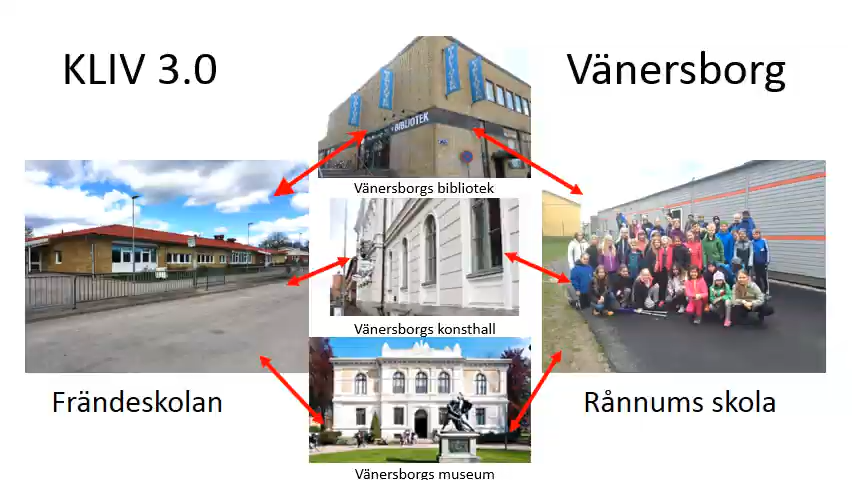 KLIV 3.0
Vänersborg
BIBLIOTEK
Vänersborgs bibliotek
Vänersborgs konsthall
Frändeskolan
Rånnums skola
Vänersborgs museum